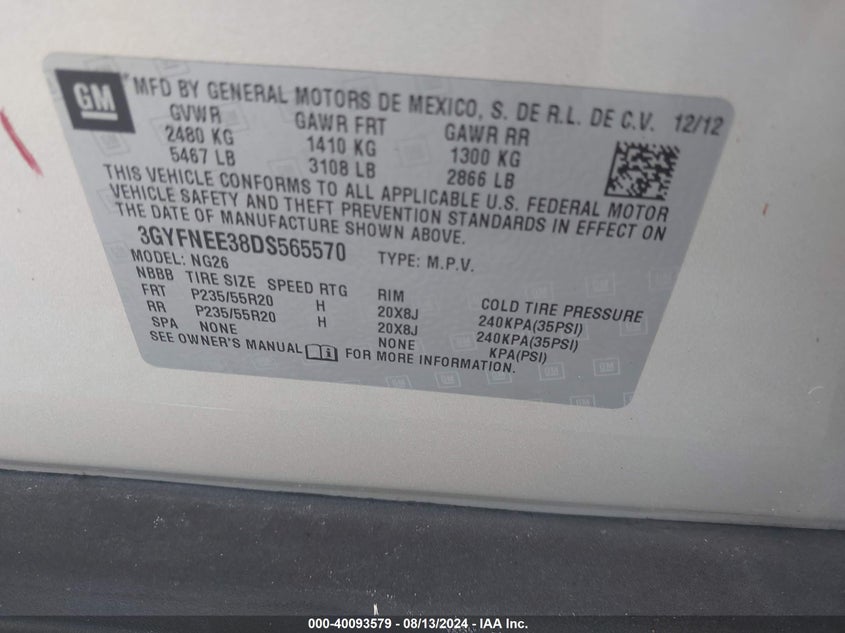 GM
MFD BY GENERAL MOTORS DE MEXICO, S. DE R.L. DE C.V. 12/12
GVWR GAWR FRT GAWR RR
2480 KG 1410 KG 1300 KG
5467 LB 3108 LB 2866 LB
THIS VEHICLE CONFORMS TO ALL APPLICABLE U.S. FEDERAL MOTOR
VEHICLE SAFETY AND THEFT PREVENTION STANDARDS IN EFFECT ON
THE DATE OF MANUFACTURE SHOWN ABOVE.
3GYFNEE38DS565570 TYPE: M.P.V.
MODEL: NG26
NBBB TIRE SIZE SPEED RTG RIM COLD TIRE PRESSURE
FRT P235/55R20 H 20X8J 240KPA(35PSI)
RR P235/55R20 H 20X8J 240KPA(35PSI)
SPA NONE NONE KPA(PSI)
SEE OWNER'S MANUAL FOR MORE INFORMATION.
000-40093579 - 08/13/2024 - IAA Inc.